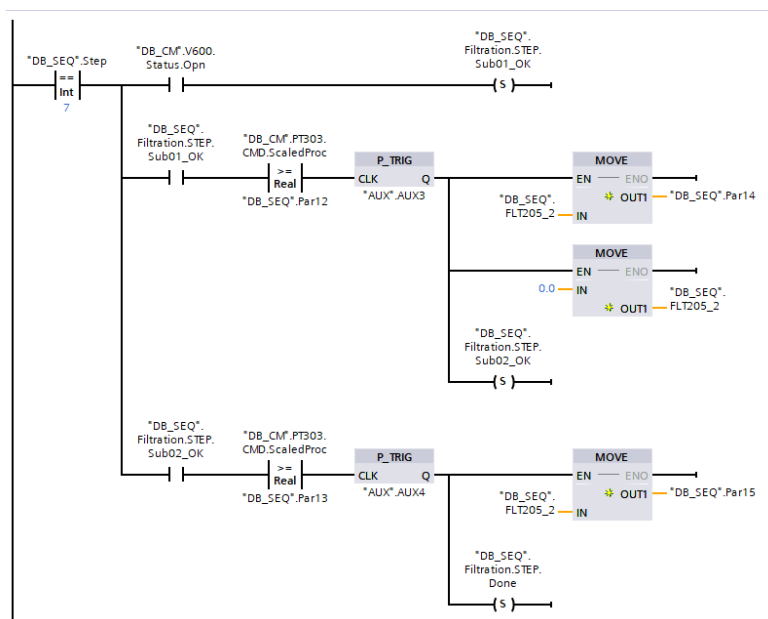 "DB_SEQ".Step
==
Int
7
"DB_CM".V600.
Status.Opn
"DB_SEQ".
Filtration.STEP.
Sub01_OK
S
"DB_SEQ".
Filtration.STEP.
Sub01_OK
"DB_CM".PT303.
CMD.ScaledProc
>=
Real
"DB_SEQ".Par12
P_TRIG
CLK Q
"AUX".AUX3
MOVE
EN ENO
"DB_SEQ".
FLT205_2
IN
OUT1
"DB_SEQ".Par14
MOVE
EN ENO
0.0
IN
OUT1
"DB_SEQ".
FLT205_2
"DB_SEQ".
Filtration.STEP.
Sub02_OK
S
"DB_SEQ".
Filtration.STEP.
Sub02_OK
"DB_CM".PT303.
CMD.ScaledProc
>=
Real
"DB_SEQ".Par13
P_TRIG
CLK Q
"AUX".AUX4
MOVE
EN ENO
"DB_SEQ".
FLT205_2
IN
OUT1
"DB_SEQ".Par15
"DB_SEQ".
Filtration.STEP.
Done
S